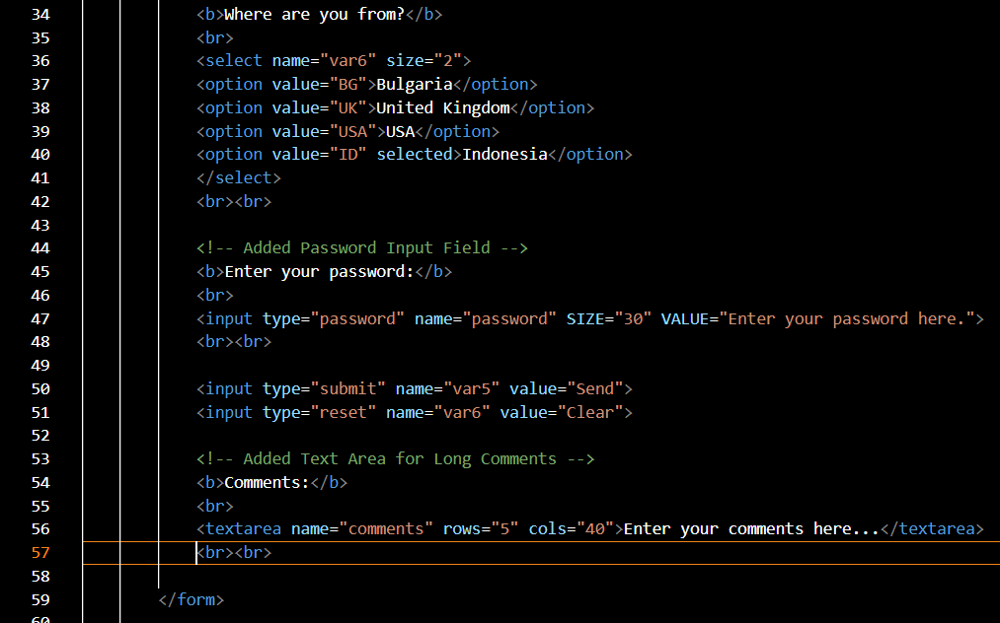 34 <b>Where are you from?</b>
35 <br>
36 <select name="var6" size="2">
37 <option value="BG">Bulgaria</option>
38 <option value="UK">United Kingdom</option>
39 <option value="USA">USA</option>
40 <option value="ID" selected>Indonesia</option>
41 </select>
42 <br><br>
43
44 <!-- Added Password Input Field -->
45 <b>Enter your password:</b>
46 <br>
47 <input type="password" name="password" SIZE="30" VALUE="Enter your password here.">
48 <br><br>
49
50 <input type="submit" name="var5" value="Send">
51 <input type="reset" name="var6" value="Clear">
52
53 <!-- Added Text Area for Long Comments -->
54 <b>Comments:</b>
55 <br>
56 <textarea name="comments" rows="5" cols="40">Enter your comments here...</textarea>
57 <br><br>
58
59 </form>
60